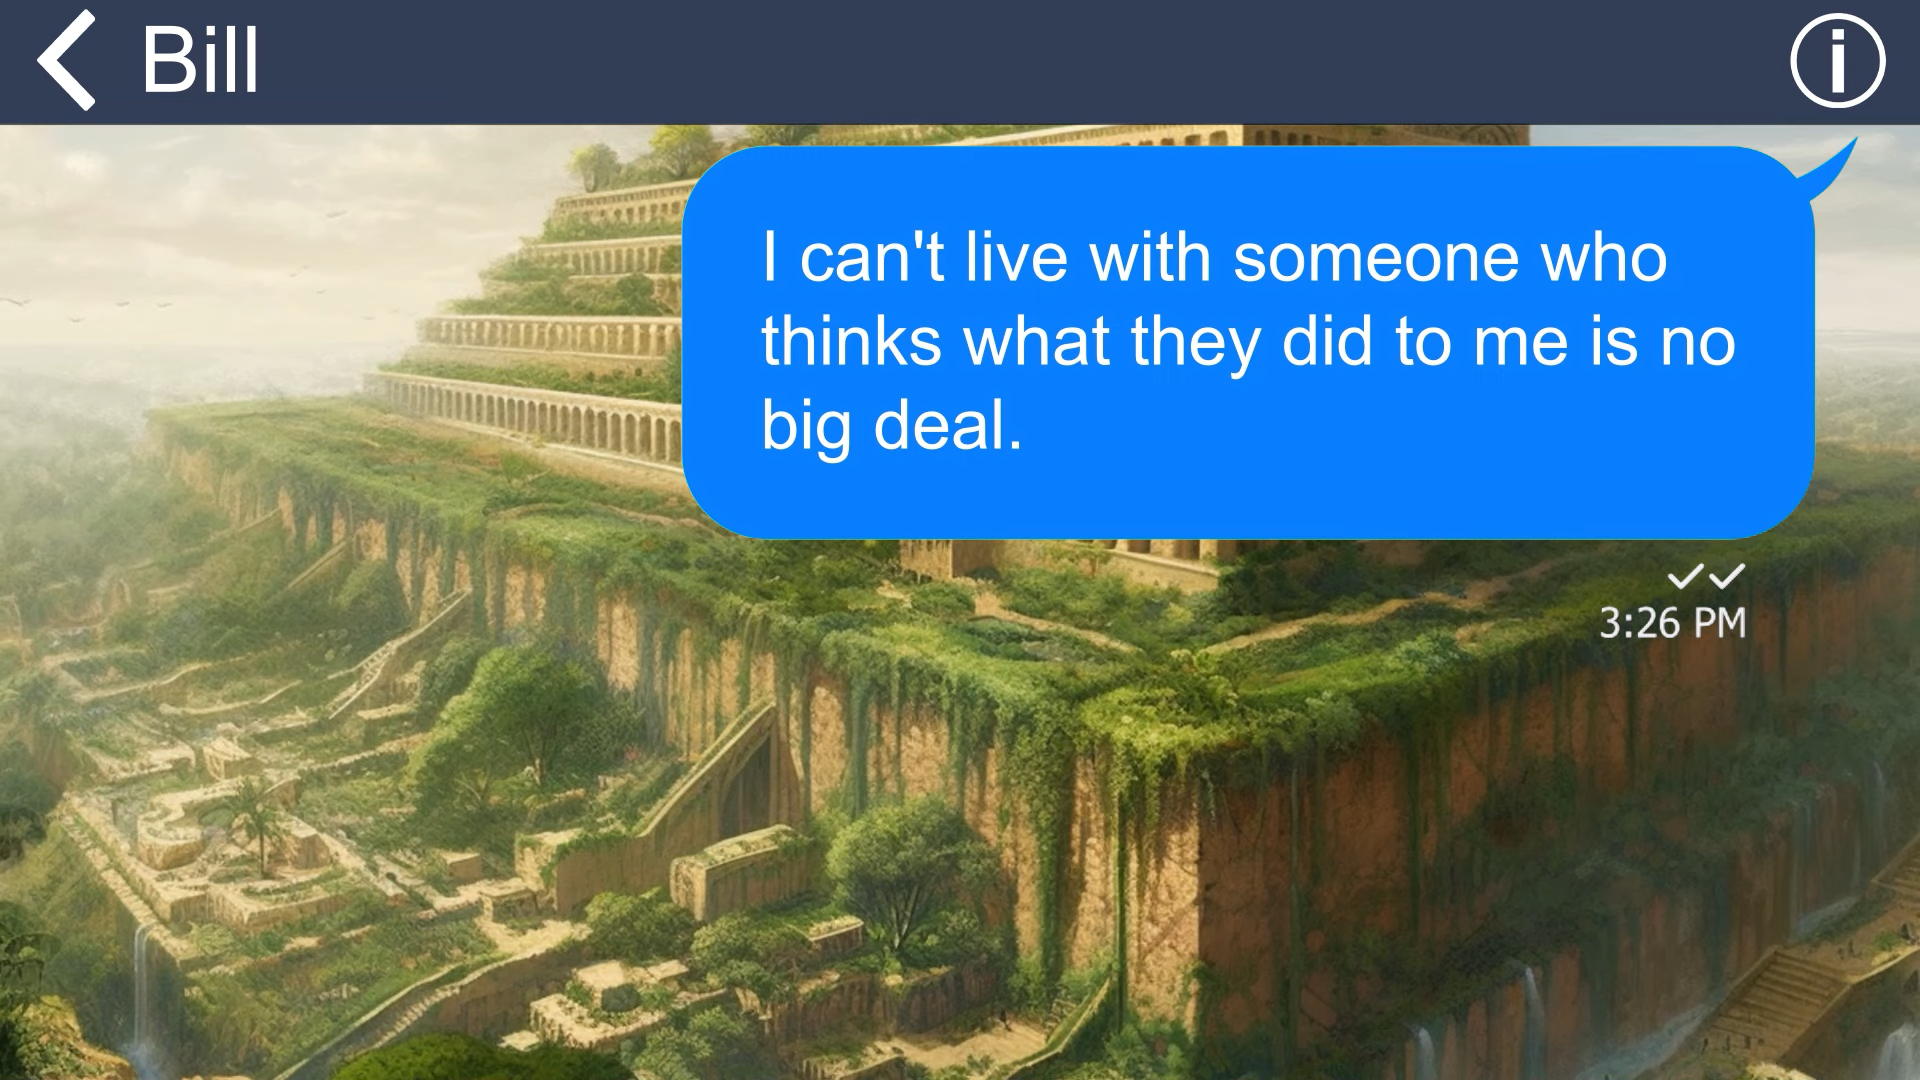 Bill
I can't live with someone who
thinks what they did to me is no
big deal.
3:26 PM